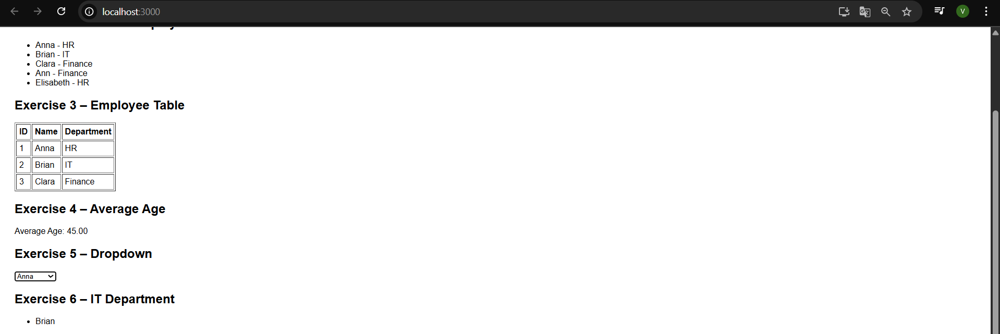 localhost:3000
V
Anna - HR
Brian - IT
Clara - Finance
Ann - Finance
Elisabeth - HR
Exercise 3 – Employee Table
ID Name Department
1 Anna HR
2 Brian IT
3 Clara Finance
Exercise 4 – Average Age
Average Age: 45.00
Exercise 5 – Dropdown
Anna
Exercise 6 – IT Department
Brian